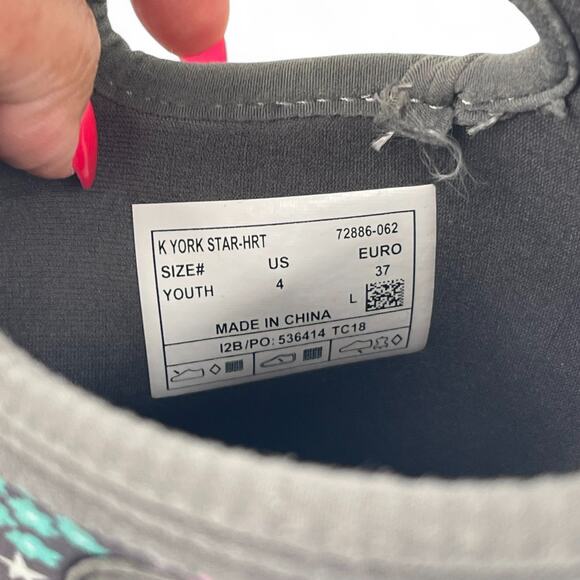 K YORK STAR-HRT 72886-062
SIZE# US EURO
YOUTH 4 37
L
MADE IN CHINA
I2B/PO: 536414 TC18